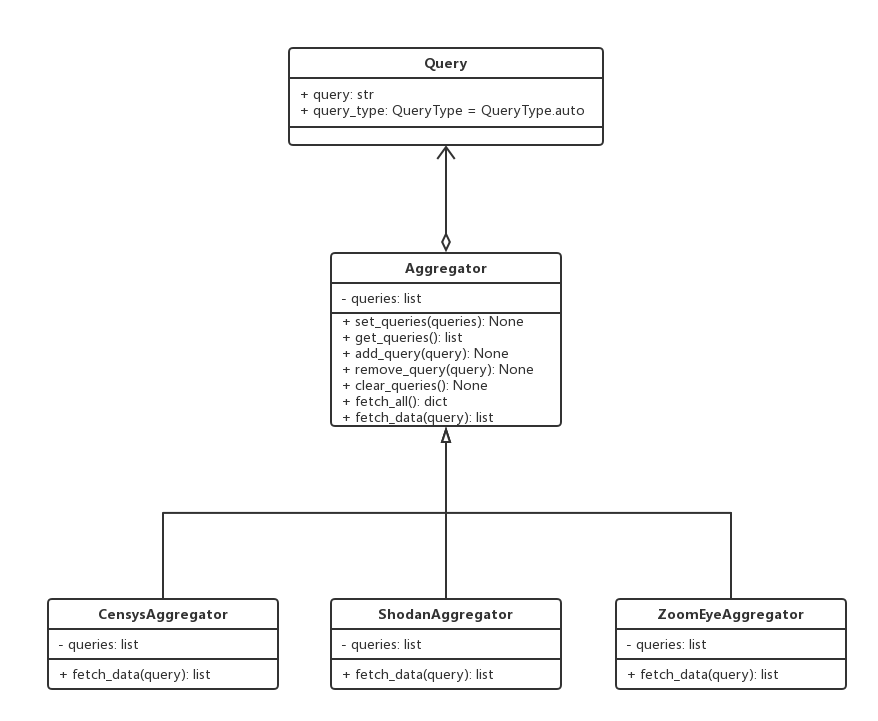 Query
+ query: str
+ query_type: QueryType = QueryType.auto
Aggregator
- queries: list
+ set_queries(queries): None
+ get_queries(): list
+ add_query(query): None
+ remove_query(query): None
+ clear_queries(): None
+ fetch_all(): dict
+ fetch_data(query): list
CensysAggregator
- queries: list
+ fetch_data(query): list
ShodanAggregator
- queries: list
+ fetch_data(query): list
ZoomEyeAggregator
- queries: list
+ fetch_data(query): list